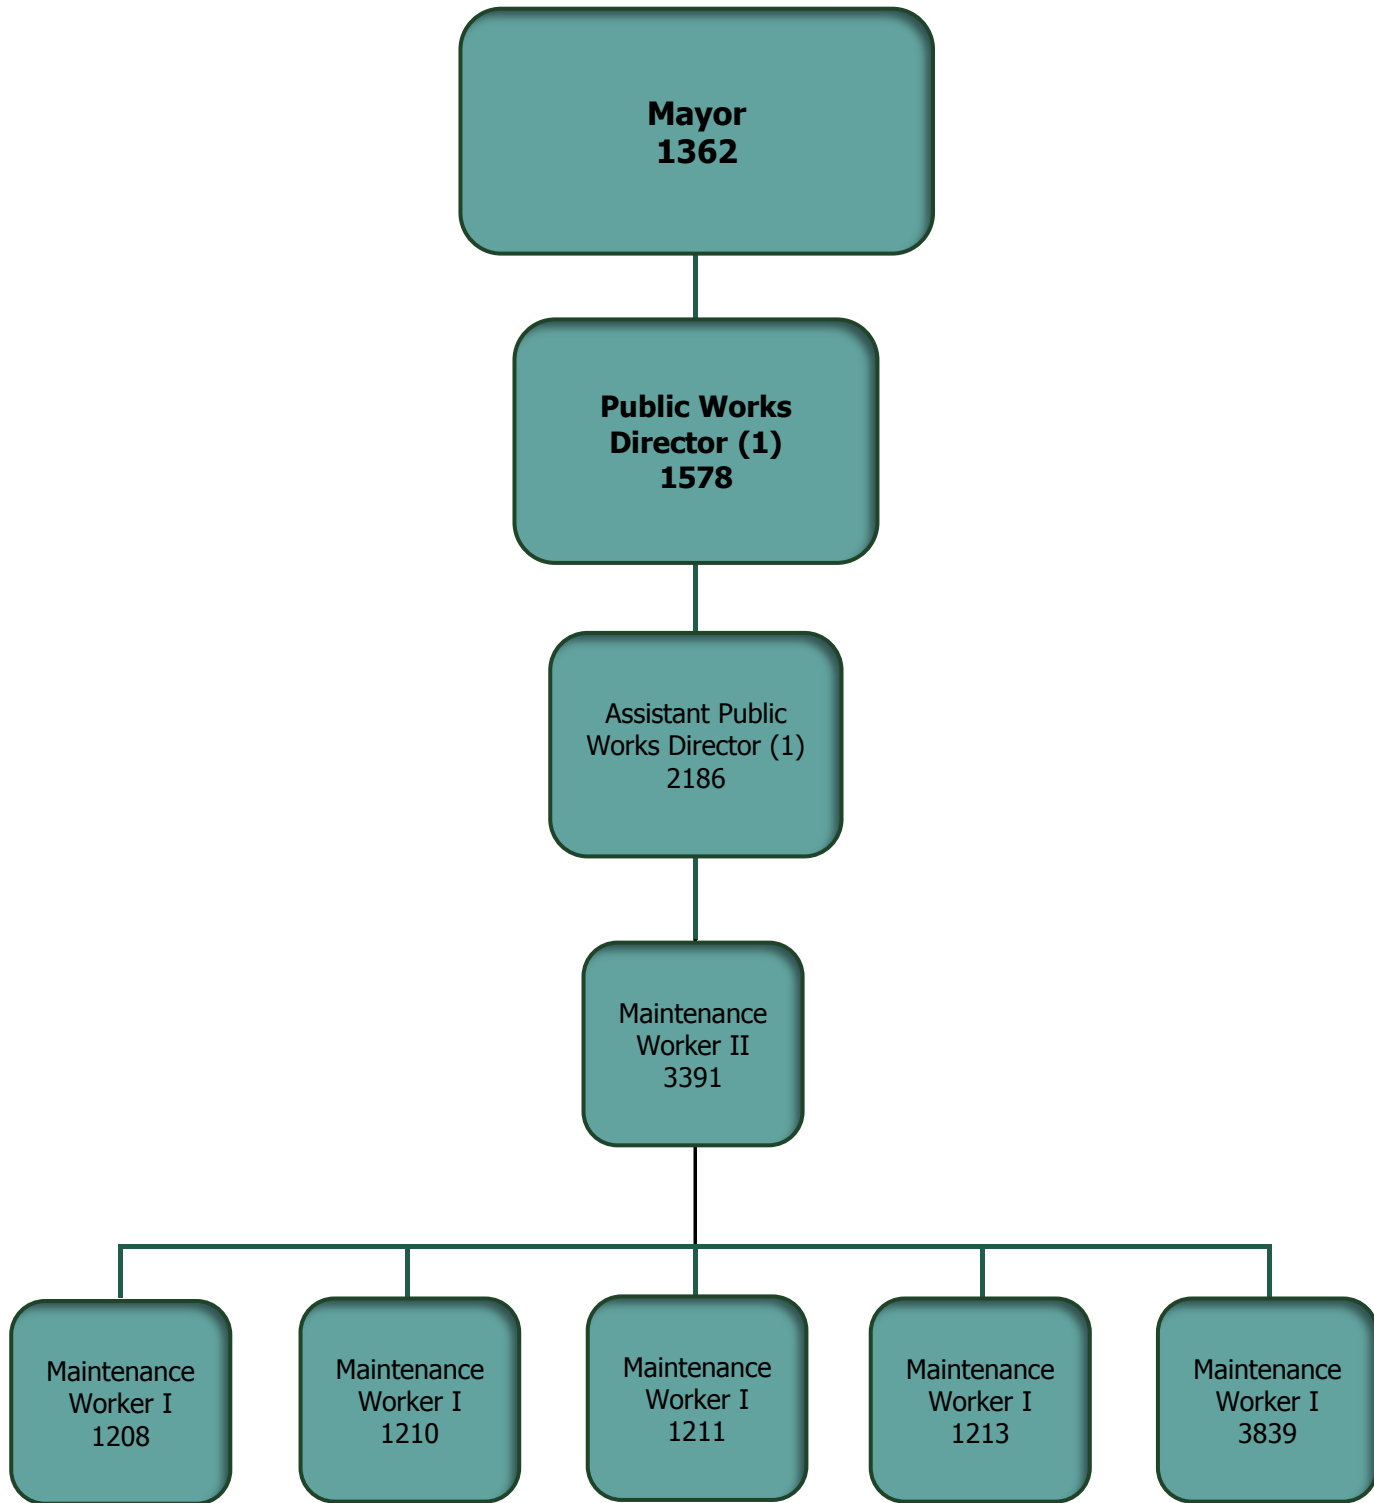 Mayor
1362
Public Works
Director (1)
1578
Assistant Public
Works Director (1)
2186
Maintenance
Worker II
3391
Maintenance
Worker I
1208
Maintenance
Worker I
1210
Maintenance
Worker I
1211
Maintenance
Worker I
1213
Maintenance
Worker I
3839